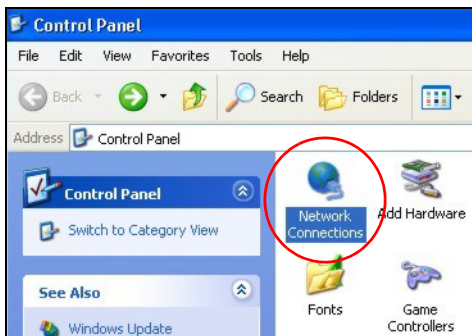 Control Panel
File Edit View Favorites Tools Help
Back Search Folders
Address Control Panel
Control Panel
Switch to Category View
See Also
Windows Update
Network
Connections
Add Hardware
Fonts
Game
Controllers